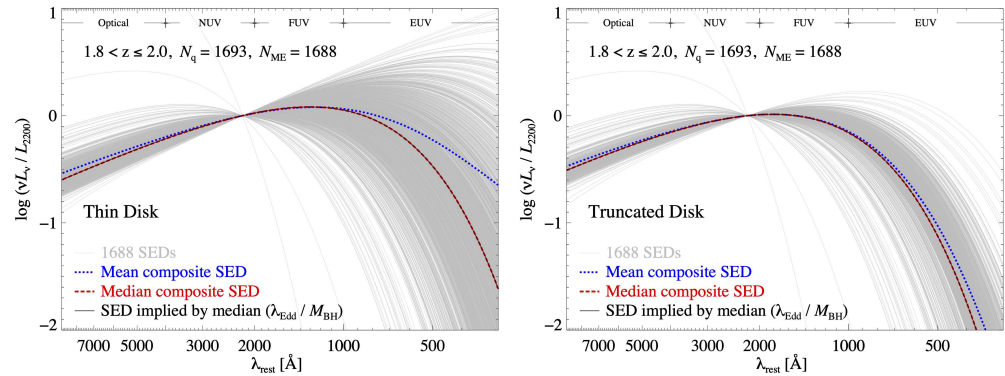 Optical NUV FUV EUV
1.8 < z ≤ 2.0, N_q = 1693, N_ME = 1688
log (νL_ν / L_2200)
1
0
−1
−2
Thin Disk
1688 SEDs
Mean composite SED
Median composite SED
SED implied by median (λ_Edd / M_BH)
7000 5000 3000 2000 1000 500
λ_rest [Å]
Optical NUV FUV EUV
1.8 < z ≤ 2.0, N_q = 1693, N_ME = 1688
log (νL_ν / L_2200)
1
0
−1
−2
Truncated Disk
1688 SEDs
Mean composite SED
Median composite SED
SED implied by median (λ_Edd / M_BH)
7000 5000 3000 2000 1000 500
λ_rest [Å]